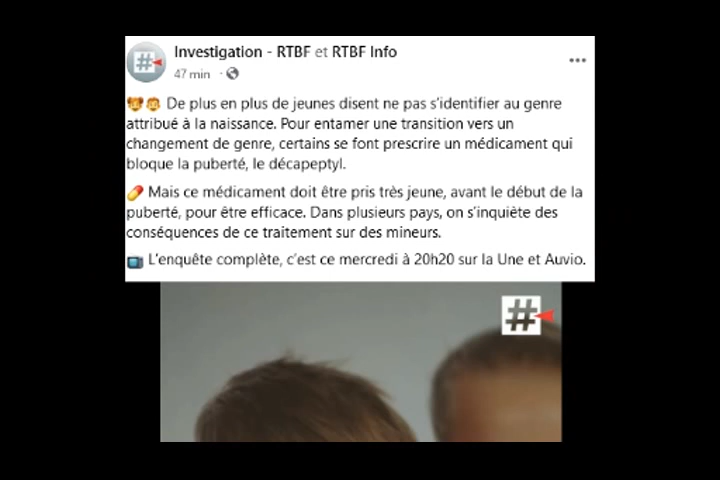 Investigation - RTBF et RTBF Info
47 min ·
De plus en plus de jeunes disent ne pas s'identifier au genre
attribué à la naissance. Pour entamer une transition vers un
changement de genre, certains se font prescrire un médicament qui
bloque la puberté, le décapeptyl.
Mais ce médicament doit être pris très jeune, avant le début de la
puberté, pour être efficace. Dans plusieurs pays, on s'inquiète des
conséquences de ce traitement sur des mineurs.
L'enquête complète, c'est ce mercredi à 20h20 sur la Une et Auvio.
#